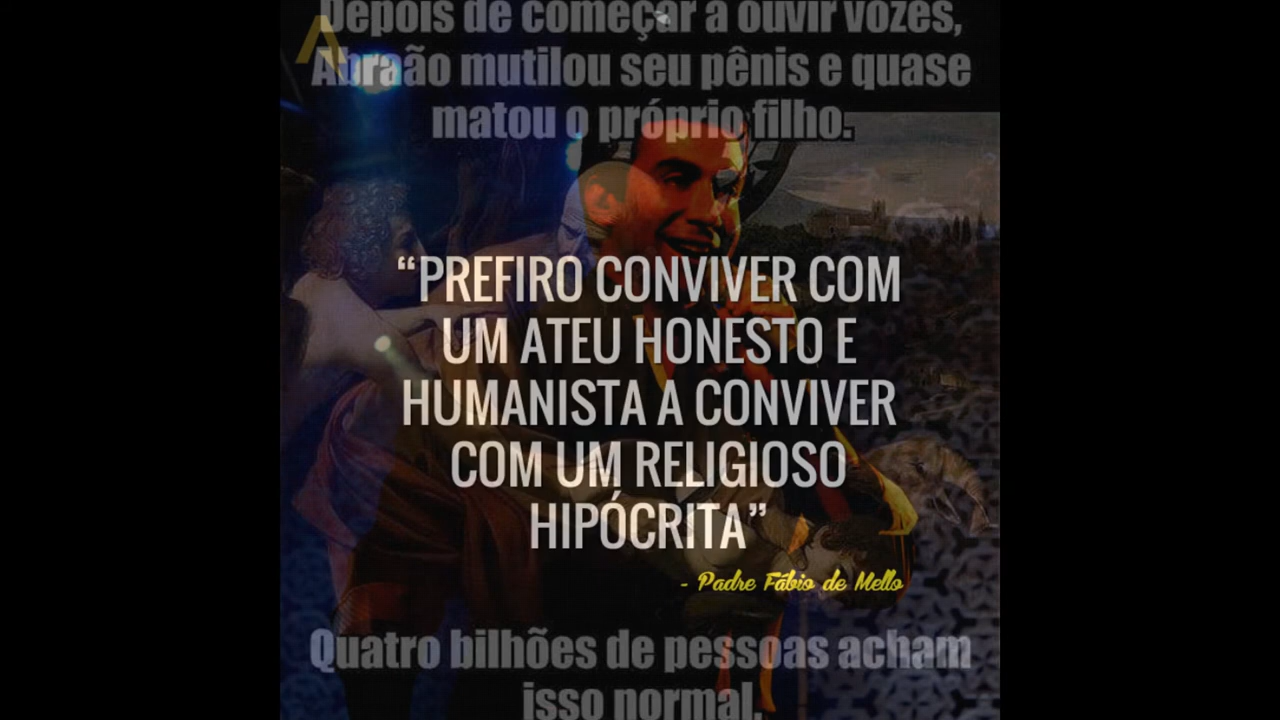 Depois de começar a ouvir vozes,
Abraão mutilou seu pênis e quase
matou o próprio filho.
“PREFIRO CONVIVER COM
UM ATEU HONESTO E
HUMANISTA A CONVIVER
COM UM RELIGIOSO
HIPÓCRITA”
- Padre Fábio de Mello
Quatro bilhões de pessoas acham
isso normal.